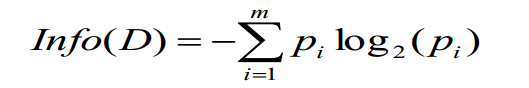 Info(D) = −∑_{i=1}^{m} p_i log_2(p_i)